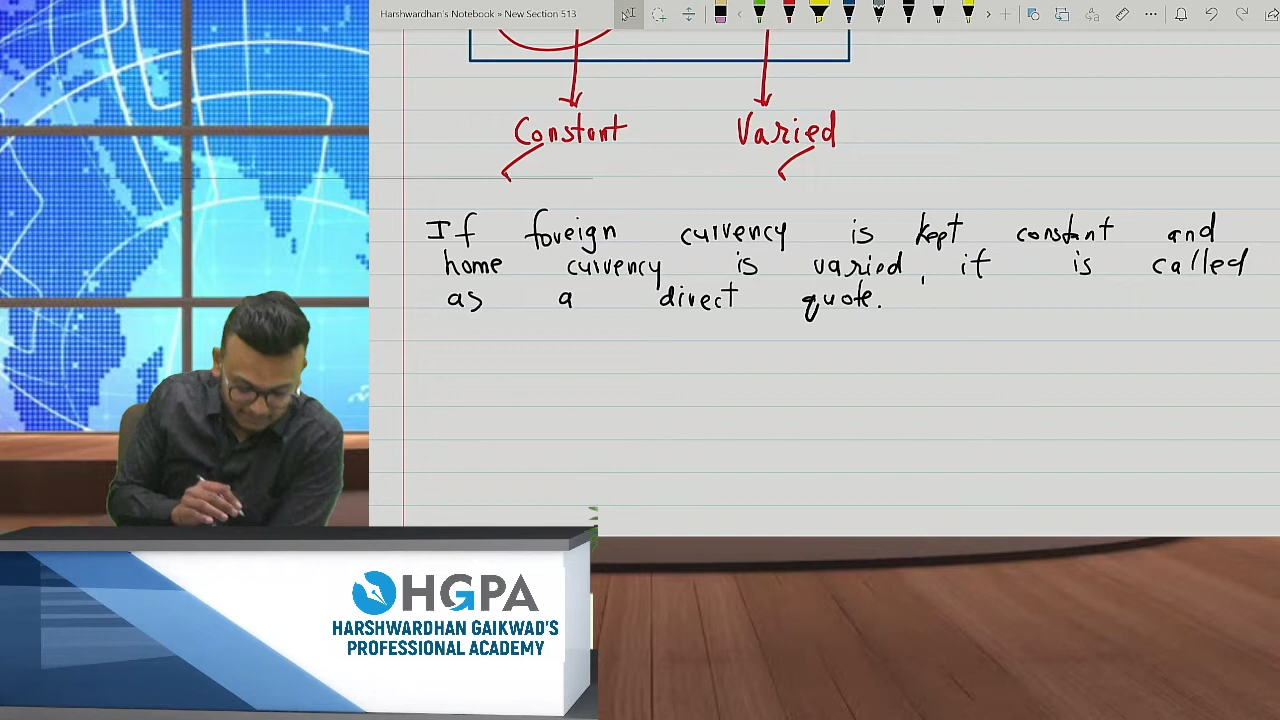 Harshwardhan's Notebook » New Section 513
Constant
Varied
If foreign currency is kept constant and
home currency is varied, it is called
as a direct quote.
HGPA
HARSHWARDHAN GAIKWAD'S
PROFESSIONAL ACADEMY